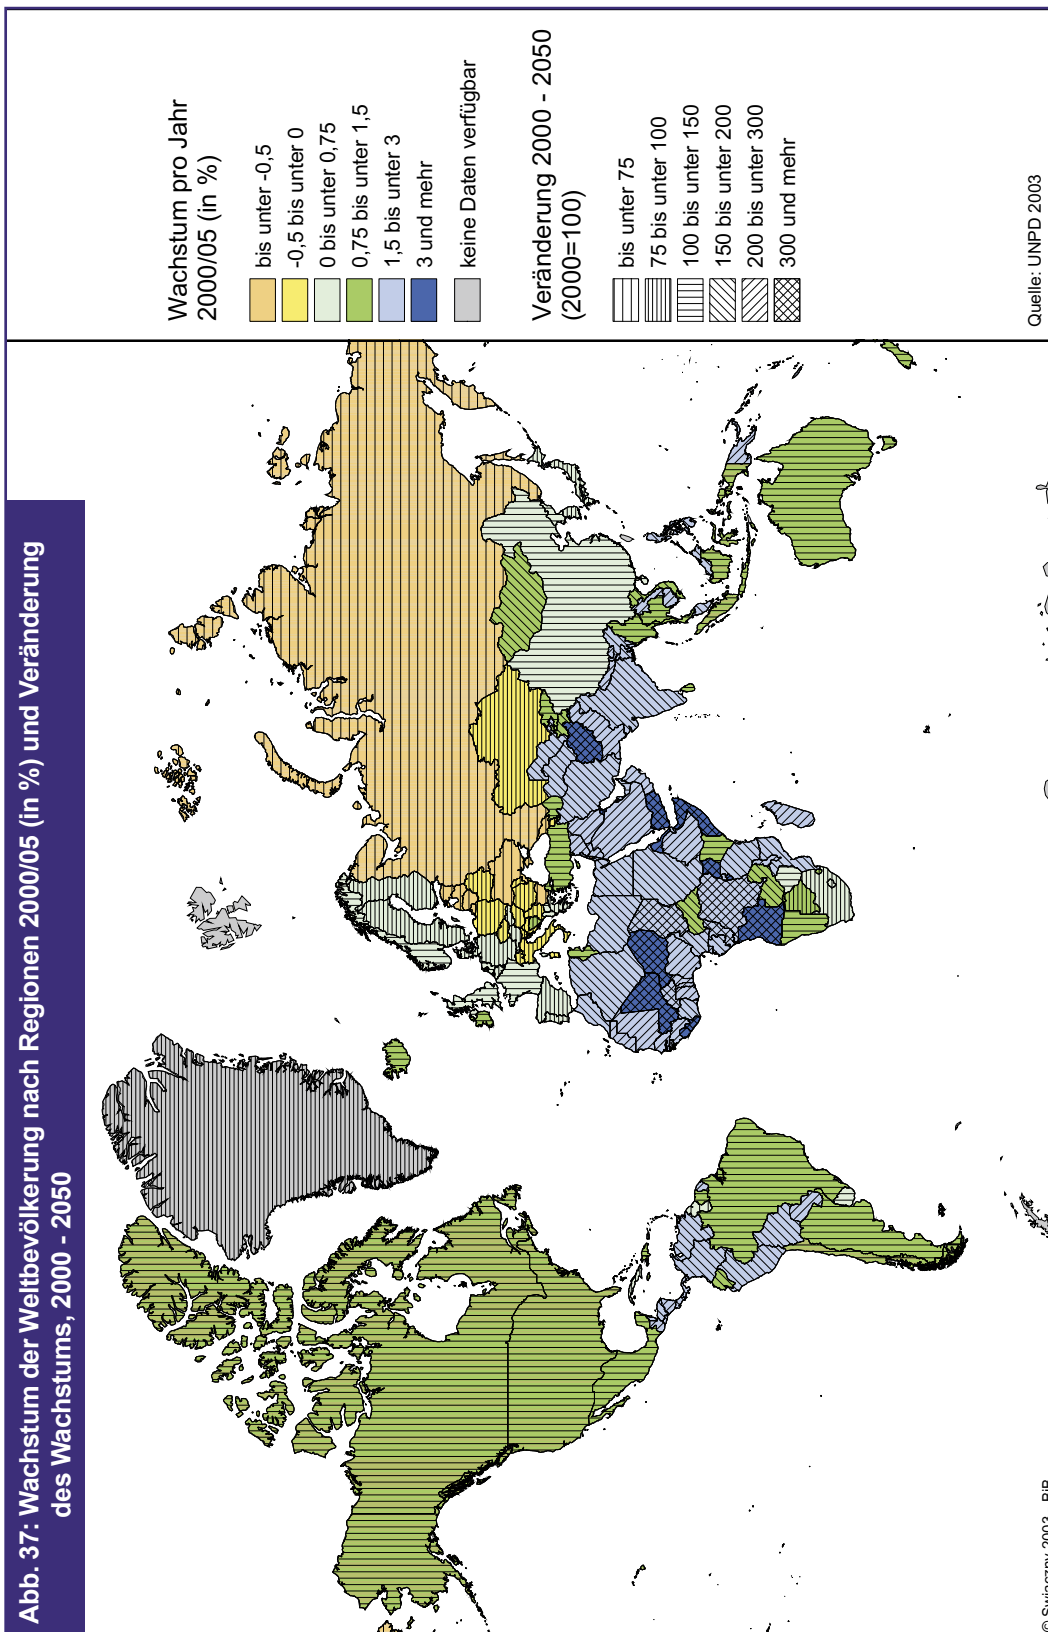 Abb. 37: Wachstum der Weltbevölkerung nach Regionen 2000/05 (in %) und Veränderung
des Wachstums, 2000 - 2050
Wachstum pro Jahr
2000/05 (in %)
bis unter -0,5
-0,5 bis unter 0
0 bis unter 0,75
0,75 bis unter 1,5
1,5 bis unter 3
3 und mehr
keine Daten verfügbar
Veränderung 2000 - 2050
(2000=100)
bis unter 75
75 bis unter 100
100 bis unter 150
150 bis unter 200
200 bis unter 300
300 und mehr
Quelle: UNPD 2003
© Swiaczny 2003, BiB